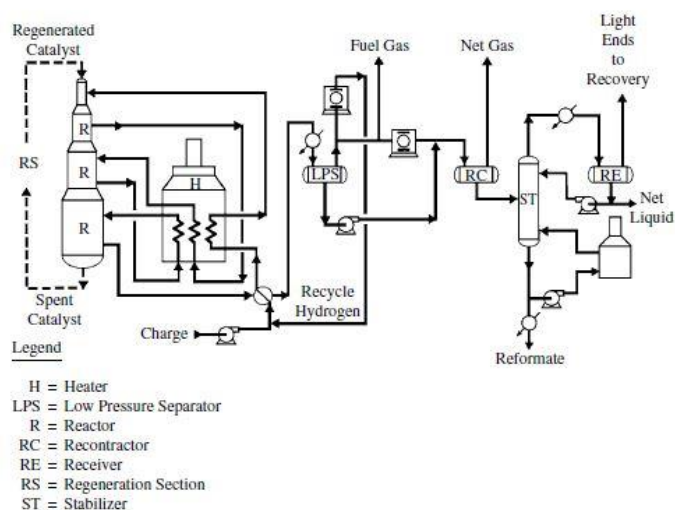 Regenerated
Catalyst
Fuel Gas
Net Gas
Light
Ends
to
Recovery
R
R
RS
R
R
H
LPS
RC
RE
ST
Net
Liquid
Spent
Catalyst
Recycle
Hydrogen
Charge
Reformate
Legend
H = Heater
LPS = Low Pressure Separator
R = Reactor
RC = Recontractor
RE = Receiver
RS = Regeneration Section
ST = Stabilizer